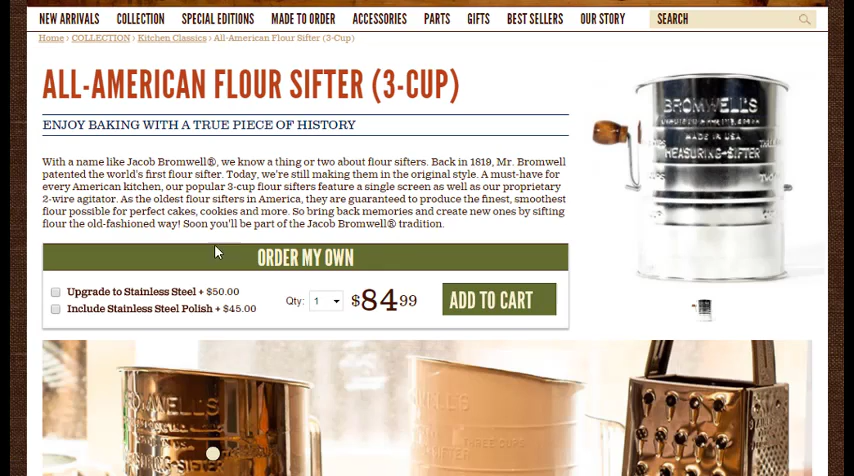 NEW ARRIVALS COLLECTION SPECIAL EDITIONS MADE TO ORDER ACCESSORIES PARTS GIFTS BEST SELLERS OUR STORY SEARCH
Home › COLLECTION › Kitchen Classics › All-American Flour Sifter (3-Cup)
ALL-AMERICAN FLOUR SIFTER (3-CUP)
ENJOY BAKING WITH A TRUE PIECE OF HISTORY
With a name like Jacob Bromwell®, we know a thing or two about flour sifters. Back in 1819, Mr. Bromwell
patented the world's first flour sifter. Today, we're still making them in the original style. A must-have for
every American kitchen, our popular 3-cup flour sifters feature a single screen as well as our proprietary
2-wire agitator. As the oldest flour sifters in America, they are guaranteed to produce the finest, smoothest
flour possible for perfect cakes, cookies and more. So bring back memories and create new ones by sifting
flour the old-fashioned way! Soon you'll be part of the Jacob Bromwell® tradition.
ORDER MY OWN
Upgrade to Stainless Steel + $50.00
Include Stainless Steel Polish + $45.00
Qty: 1 $84.99 ADD TO CART
BROMWELL'S
MADE IN USA
MEASURING-SIFTER
THREE CUPS